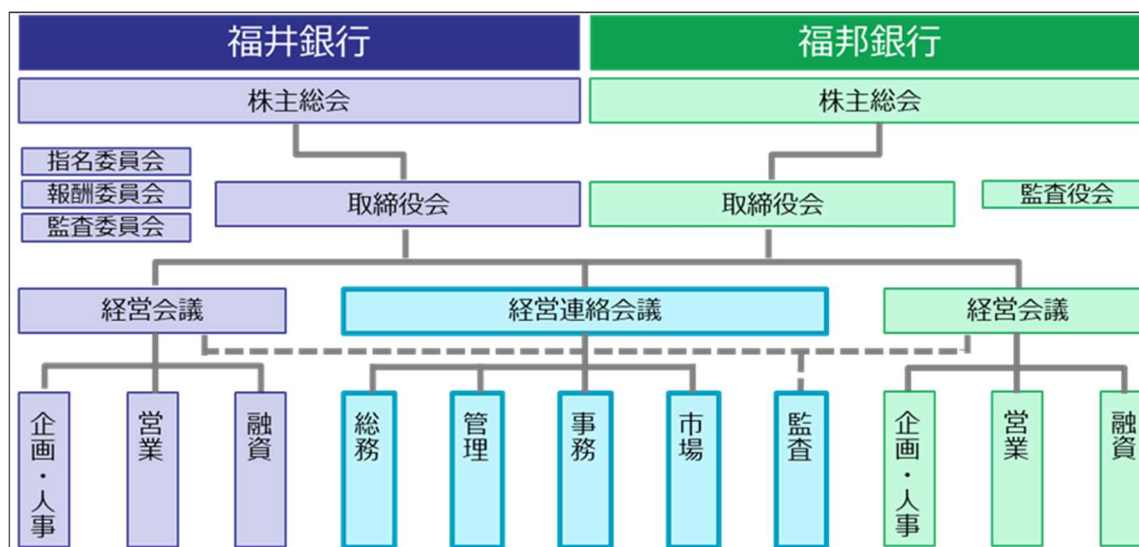 福井銀行
福邦銀行
株主総会
株主総会
指名委員会
報酬委員会
監査委員会
取締役会
取締役会
監査役会
経営会議
経営連絡会議
経営会議
企画・人事
営業
融資
総務
管理
事務
市場
監査
企画・人事
営業
融資